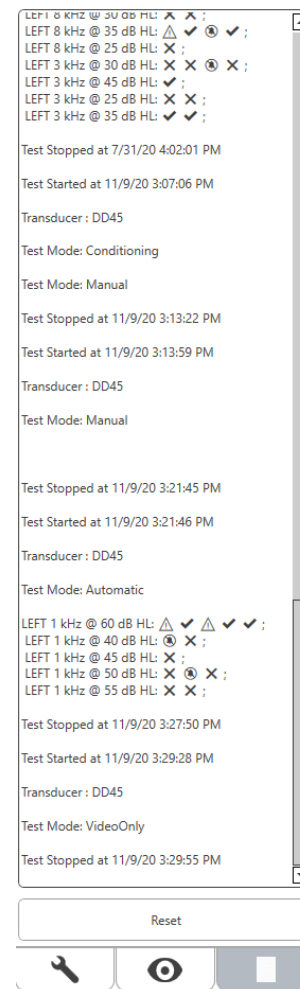 LEFT 8 kHz @ 30 dB HL: ✕ ✕ ;
LEFT 8 kHz @ 35 dB HL: ⚠ ✔ 🔕 ✔ ;
LEFT 8 kHz @ 25 dB HL: ✕ ;
LEFT 3 kHz @ 30 dB HL: ✕ ✕ 🔕 ✕ ;
LEFT 3 kHz @ 45 dB HL: ✔ ;
LEFT 3 kHz @ 25 dB HL: ✕ ✕ ;
LEFT 3 kHz @ 35 dB HL: ✔ ✔ ;
Test Stopped at 7/31/20 4:02:01 PM
Test Started at 11/9/20 3:07:06 PM
Transducer : DD45
Test Mode: Conditioning
Test Mode: Manual
Test Stopped at 11/9/20 3:13:22 PM
Test Started at 11/9/20 3:13:59 PM
Transducer : DD45
Test Mode: Manual
Test Stopped at 11/9/20 3:21:45 PM
Test Started at 11/9/20 3:21:46 PM
Transducer : DD45
Test Mode: Automatic
LEFT 1 kHz @ 60 dB HL: ⚠ ✔ ⚠ ✔ ✔ ;
LEFT 1 kHz @ 40 dB HL: 🔕 ✕ ;
LEFT 1 kHz @ 45 dB HL: ✕ ;
LEFT 1 kHz @ 50 dB HL: ✕ 🔕 ✕ ;
LEFT 1 kHz @ 55 dB HL: ✕ ✕ ;
Test Stopped at 11/9/20 3:27:50 PM
Test Started at 11/9/20 3:29:28 PM
Transducer : DD45
Test Mode: VideoOnly
Test Stopped at 11/9/20 3:29:55 PM
Reset